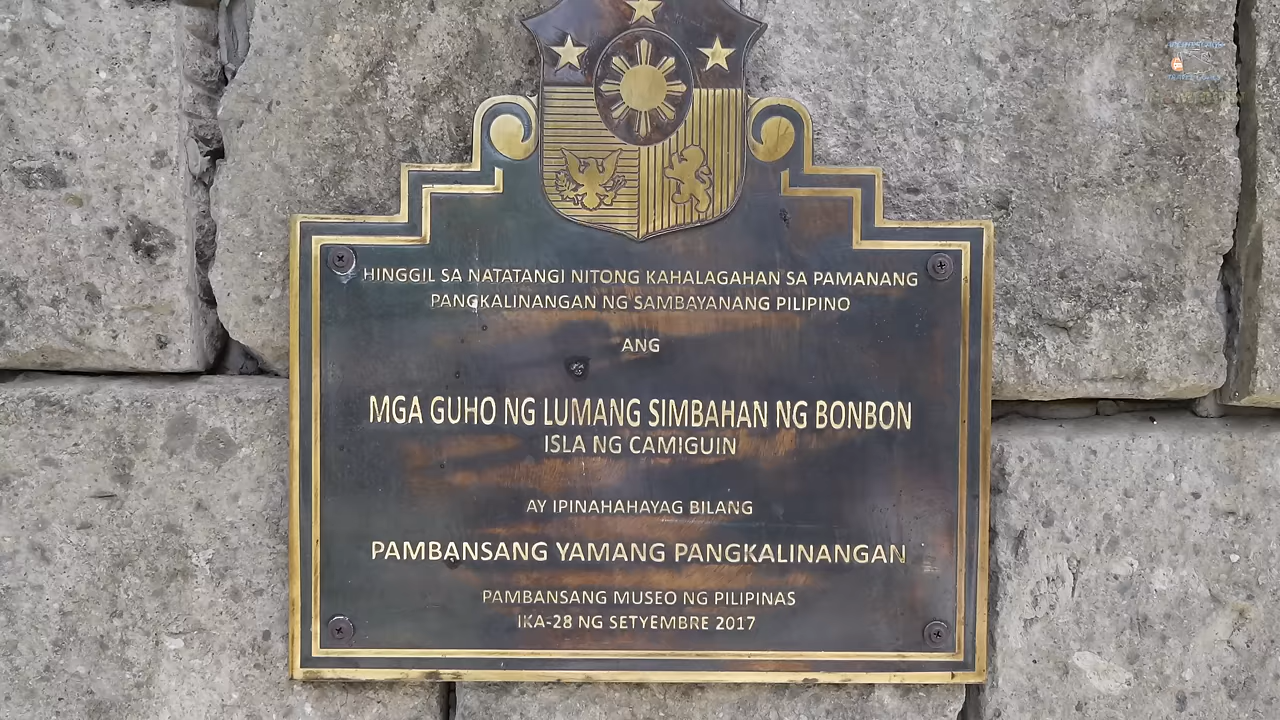 HINGGIL SA NATATANGI NITONG KAHALAGAHAN SA PAMANANG
PANGKALINANGAN NG SAMBAYANANG PILIPINO
ANG
MGA GUHO NG LUMANG SIMBAHAN NG BONBON
ISLA NG CAMIGUIN
AY IPINAHAHAYAG BILANG
PAMBANSANG YAMANG PANGKALINANGAN
PAMBANSANG MUSEO NG PILIPINAS
IKA-28 NG SETYEMBRE 2017